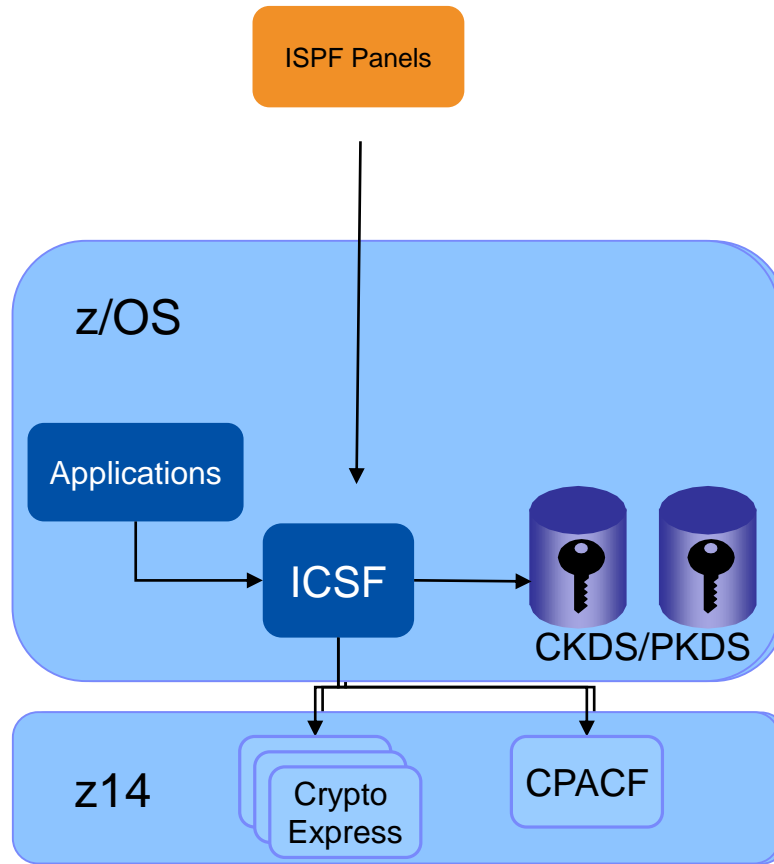 ISPF Panels
z/OS
Applications
ICSF
CKDS/PKDS
z14
Crypto
Express
CPACF